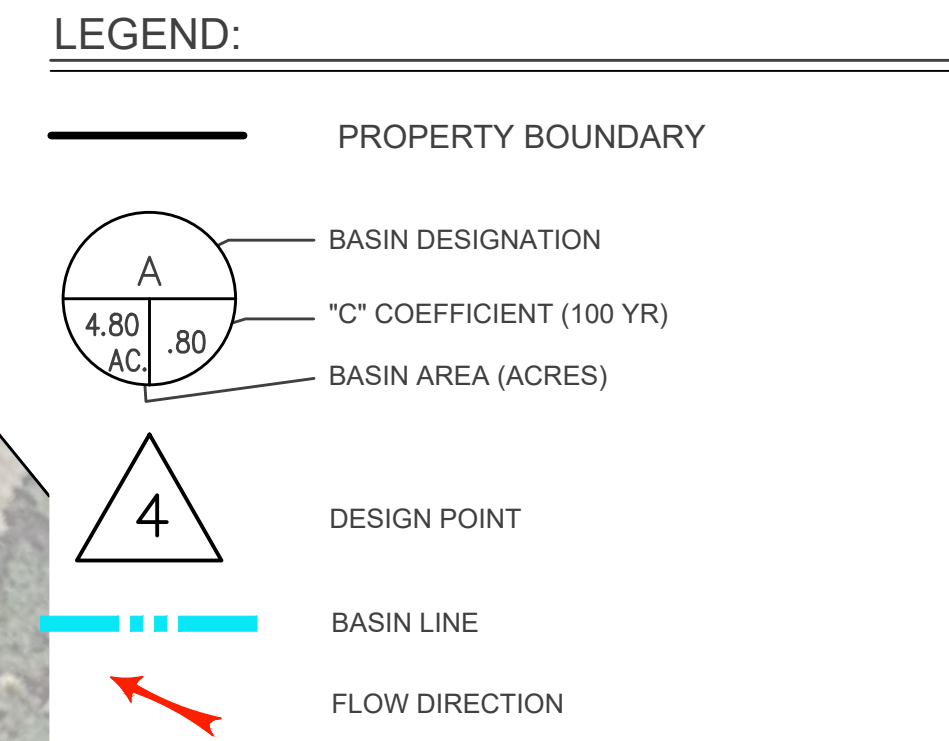 LEGEND:
PROPERTY BOUNDARY
A
4.80 AC.
.80
BASIN DESIGNATION
"C" COEFFICIENT (100 YR)
BASIN AREA (ACRES)
4
DESIGN POINT
BASIN LINE
FLOW DIRECTION